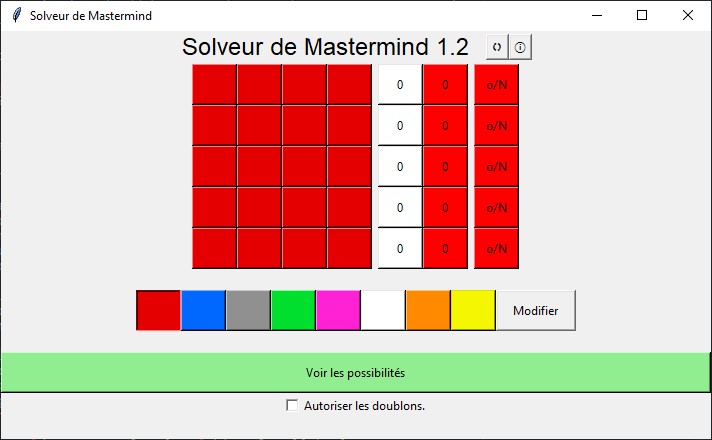 Solveur de Mastermind
Solveur de Mastermind 1.2
0 0 o/N
0 0 o/N
0 0 o/N
0 0 o/N
0 0 o/N
Modifier
Voir les possibilités
Autoriser les doublons.